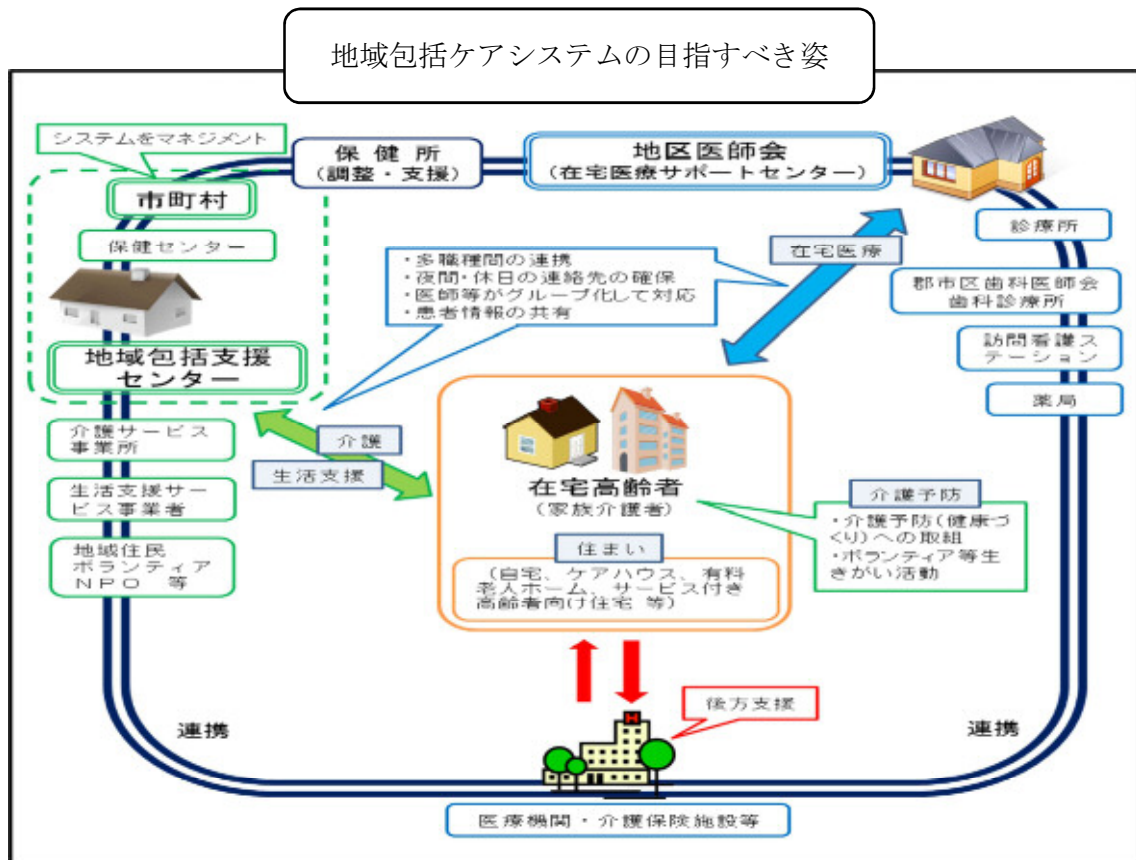 地域包括ケアシステムの目指すべき姿
システムをマネジメント
市町村
保健センター
地域包括支援
センター
介護サービス
事業所
生活支援サー
ビス事業者
地域住民
ボランティア
NPO 等
保健所
(調整・支援)
地区医師会
(在宅医療サポートセンター)
診療所
郡市区歯科医師会
歯科診療所
訪問看護ス
テーション
薬局
・多職種間の連携
・夜間・休日の連絡先の確保
・医師等がグループ化して対応
・患者情報の共有
在宅医療
介護
生活支援
在宅高齢者
(家族介護者)
住まい
(自宅、ケアハウス、有料
老人ホーム、サービス付き
高齢者向け住宅 等)
介護予防
・介護予防(健康づ
くり)への取組
・ボランティア等生
きがい活動
後方支援
連携
連携
H
医療機関・介護保険施設等